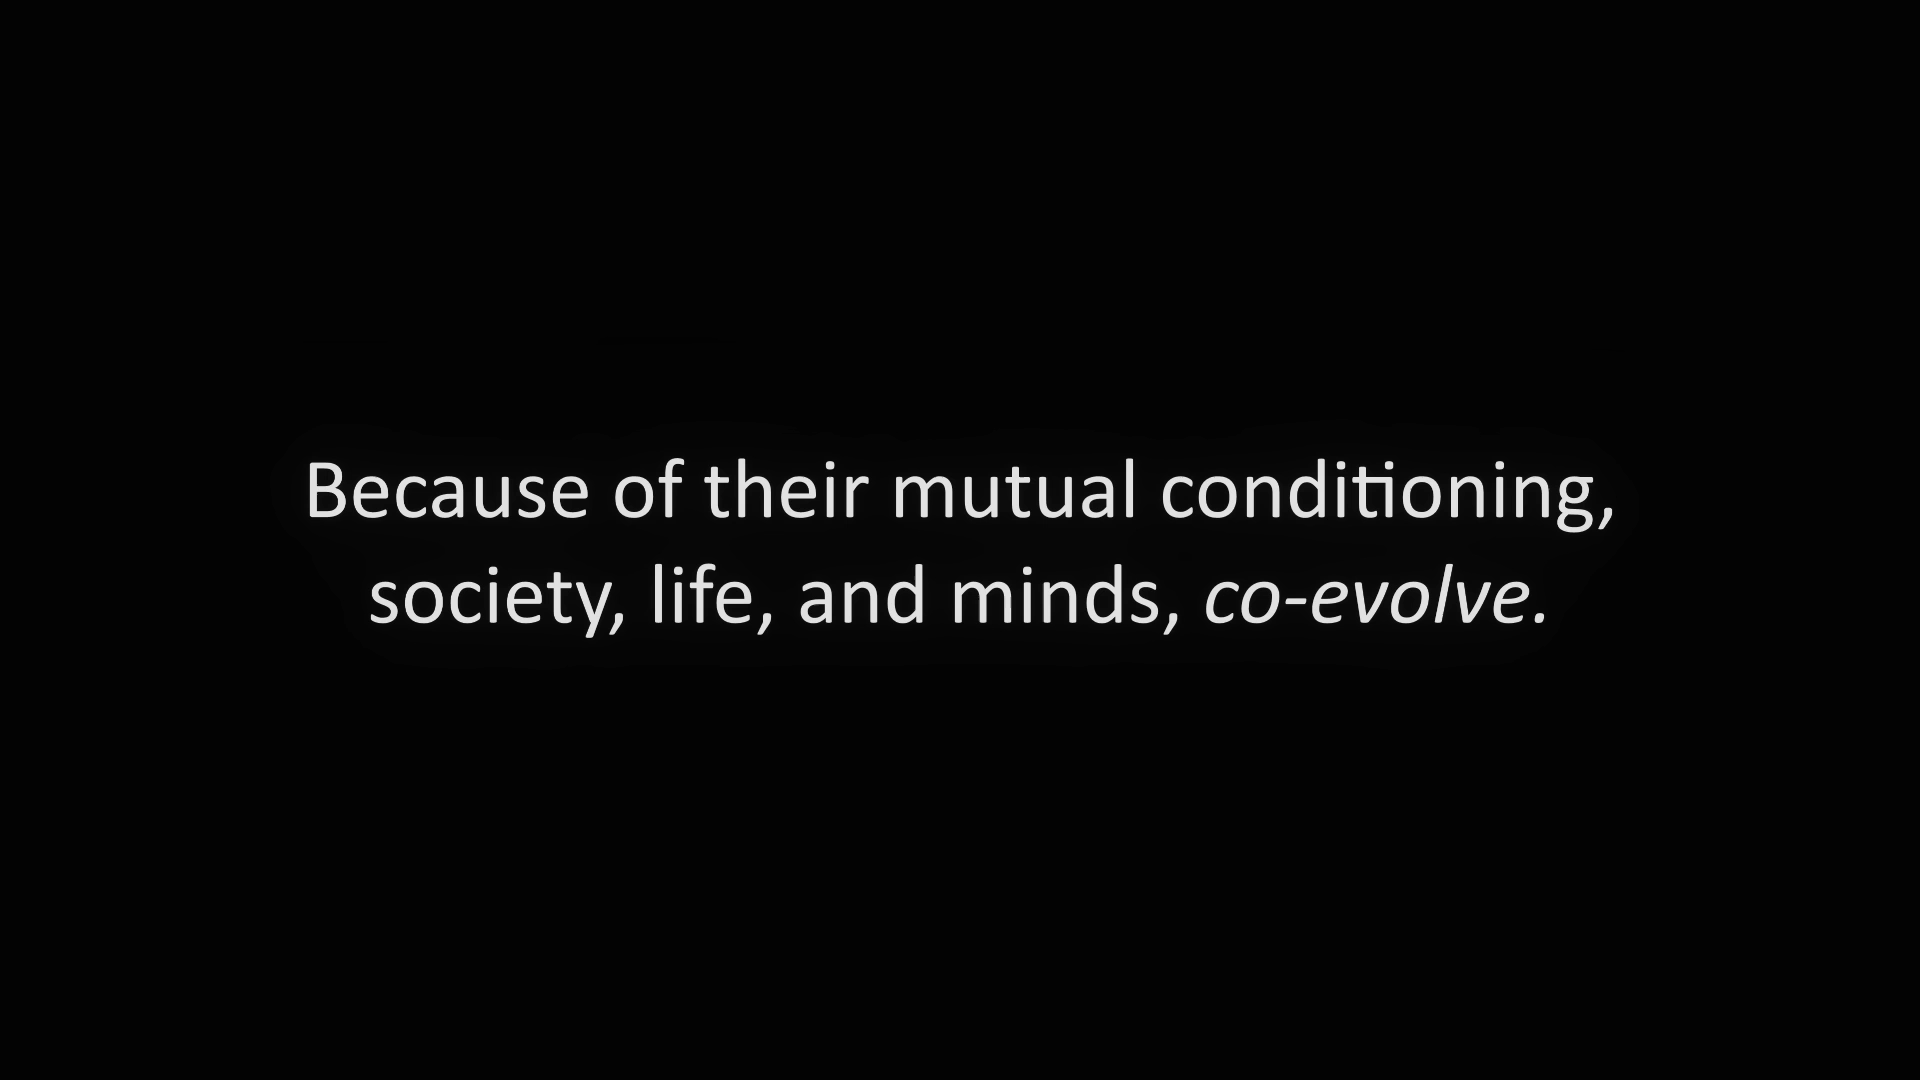 Because of their mutual conditioning,
society, life, and minds, co-evolve.